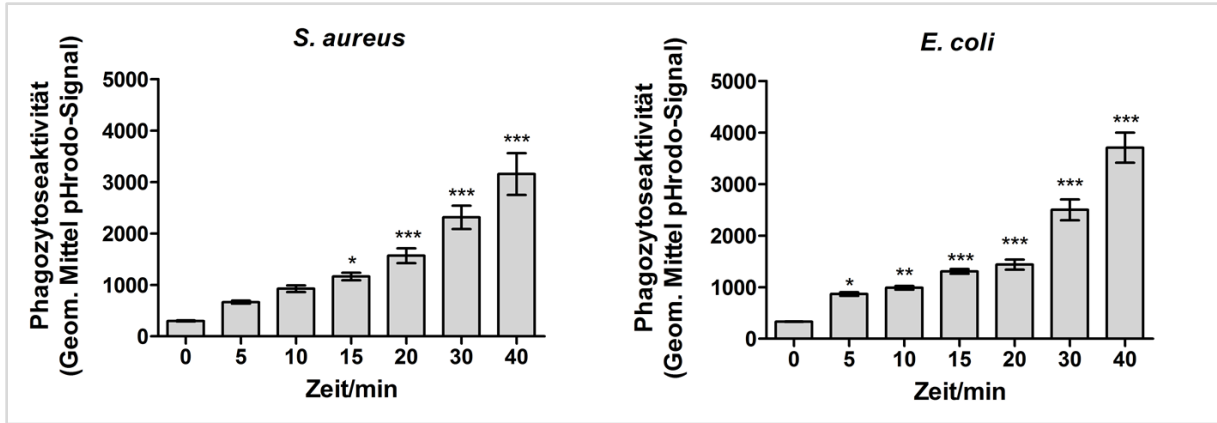 S. aureus
Phagozytoseaktivität
(Geom. Mittel pHrodo-Signal)
5000
4000
3000
2000
1000
0
*
***
***
***
0 5 10 15 20 30 40
Zeit/min
E. coli
Phagozytoseaktivität
(Geom. Mittel pHrodo-Signal)
5000
4000
3000
2000
1000
0
*
**
***
***
***
***
0 5 10 15 20 30 40
Zeit/min